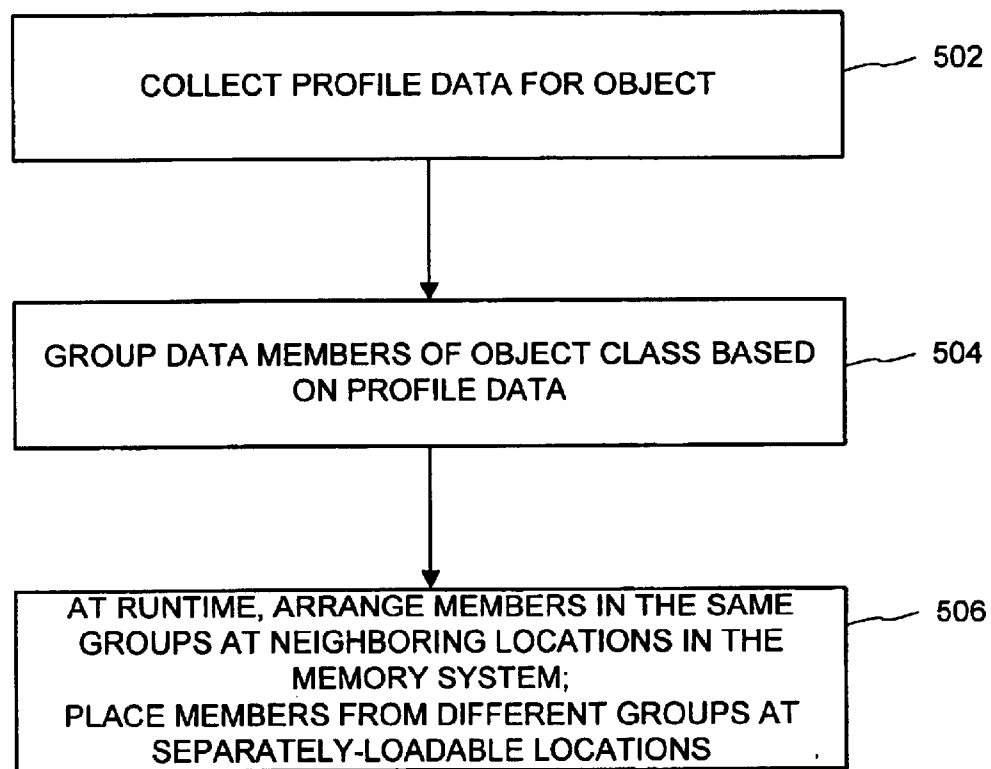 COLLECT PROFILE DATA FOR OBJECT
502
GROUP DATA MEMBERS OF OBJECT CLASS BASED
ON PROFILE DATA
504
AT RUNTIME, ARRANGE MEMBERS IN THE SAME
GROUPS AT NEIGHBORING LOCATIONS IN THE
MEMORY SYSTEM;
PLACE MEMBERS FROM DIFFERENT GROUPS AT
SEPARATELY-LOADABLE LOCATIONS
506